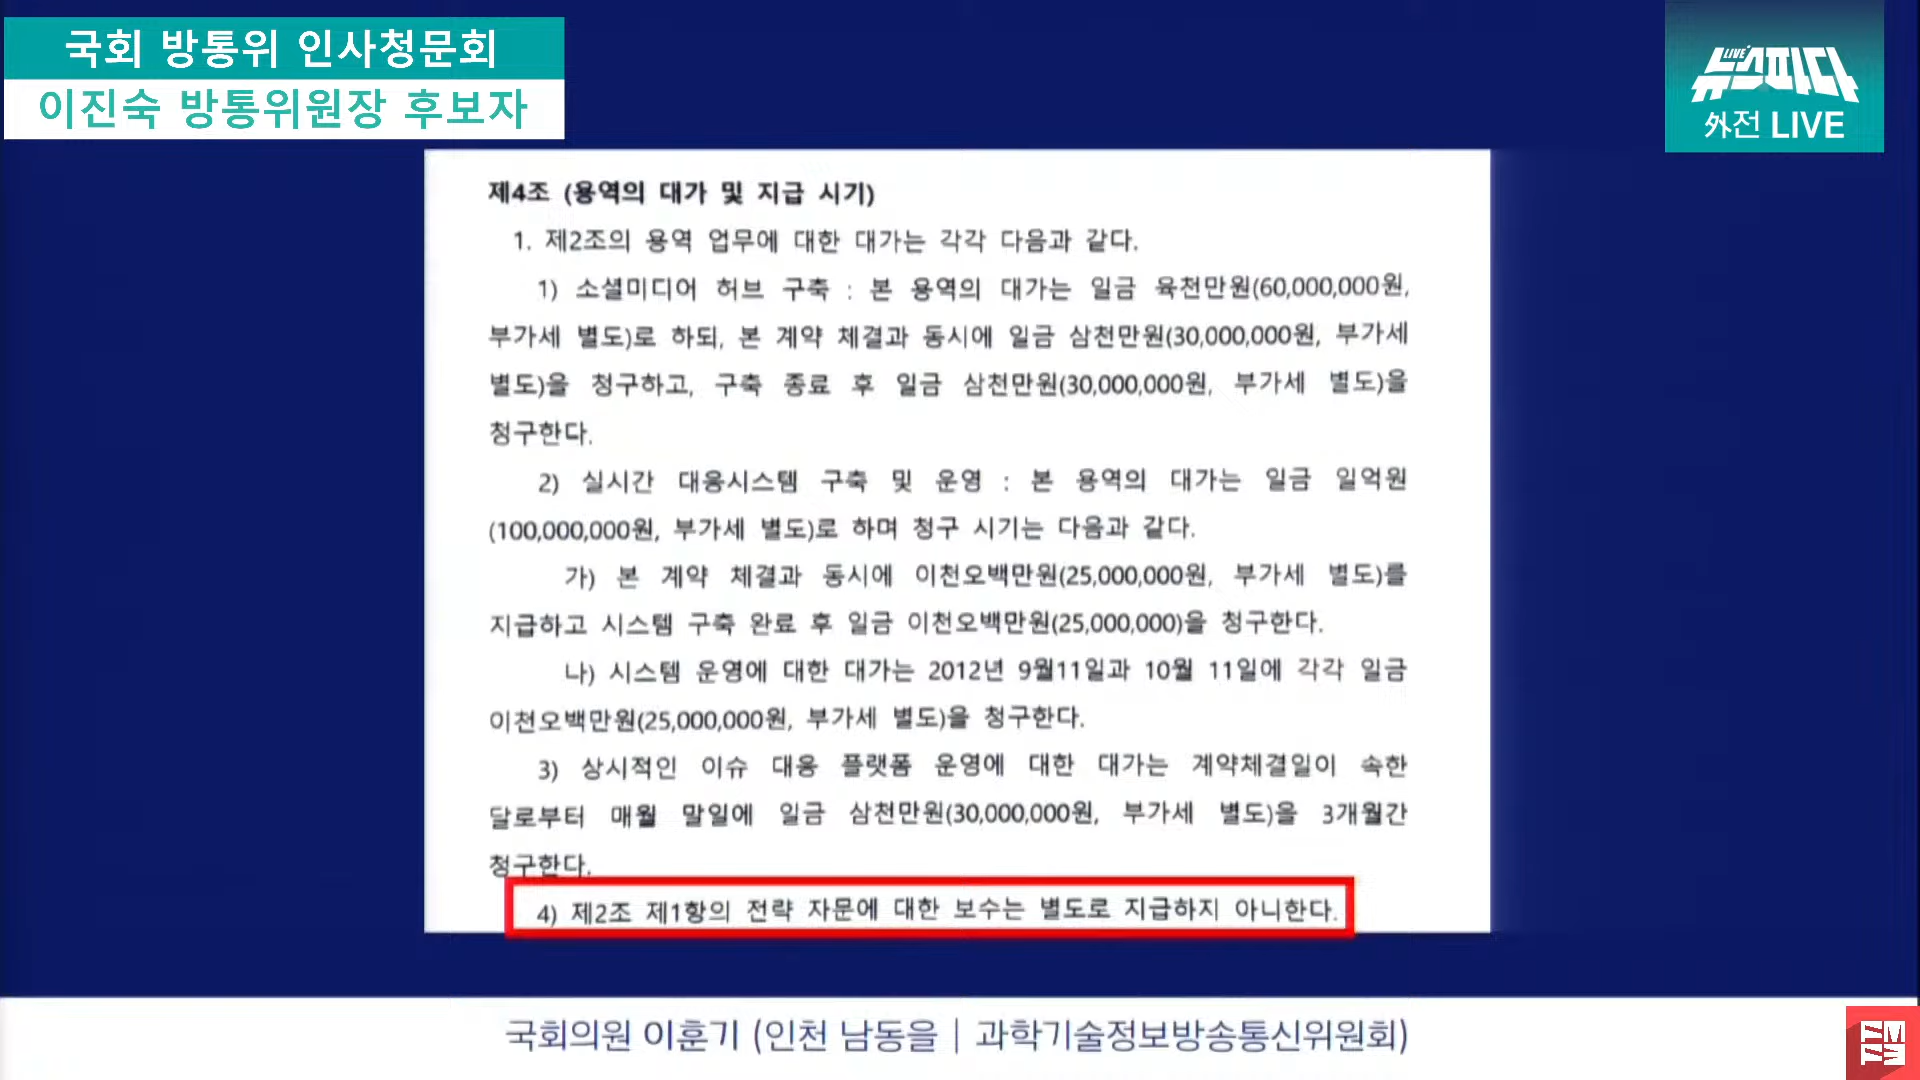 국회 방통위 인사청문회
이진숙 방통위원장 후보자
LIVE
뉴스피다
外전 LIVE
제4조 (용역의 대가 및 지급 시기)
1. 제2조의 용역 업무에 대한 대가는 각각 다음과 같다.
1) 소셜미디어 허브 구축 : 본 용역의 대가는 일금 육천만원(60,000,000원,
부가세 별도)로 하되, 본 계약 체결과 동시에 일금 삼천만원(30,000,000원, 부가세
별도)을 청구하고, 구축 종료 후 일금 삼천만원(30,000,000원, 부가세 별도)을
청구한다.
2) 실시간 대응시스템 구축 및 운영 : 본 용역의 대가는 일금 일억원
(100,000,000원, 부가세 별도)로 하며 청구 시기는 다음과 같다.
가) 본 계약 체결과 동시에 이천오백만원(25,000,000원, 부가세 별도)를
지급하고 시스템 구축 완료 후 일금 이천오백만원(25,000,000)을 청구한다.
나) 시스템 운영에 대한 대가는 2012년 9월11일과 10월 11일에 각각 일금
이천오백만원(25,000,000원, 부가세 별도)을 청구한다.
3) 상시적인 이슈 대응 플랫폼 운영에 대한 대가는 계약체결일이 속한
달로부터 매월 말일에 일금 삼천만원(30,000,000원, 부가세 별도)을 3개월간
청구한다.
4) 제2조 제1항의 전략 자문에 대한 보수는 별도로 지급하지 아니한다.
국회의원 이훈기 (인천 남동을 | 과학기술정보방송통신위원회)